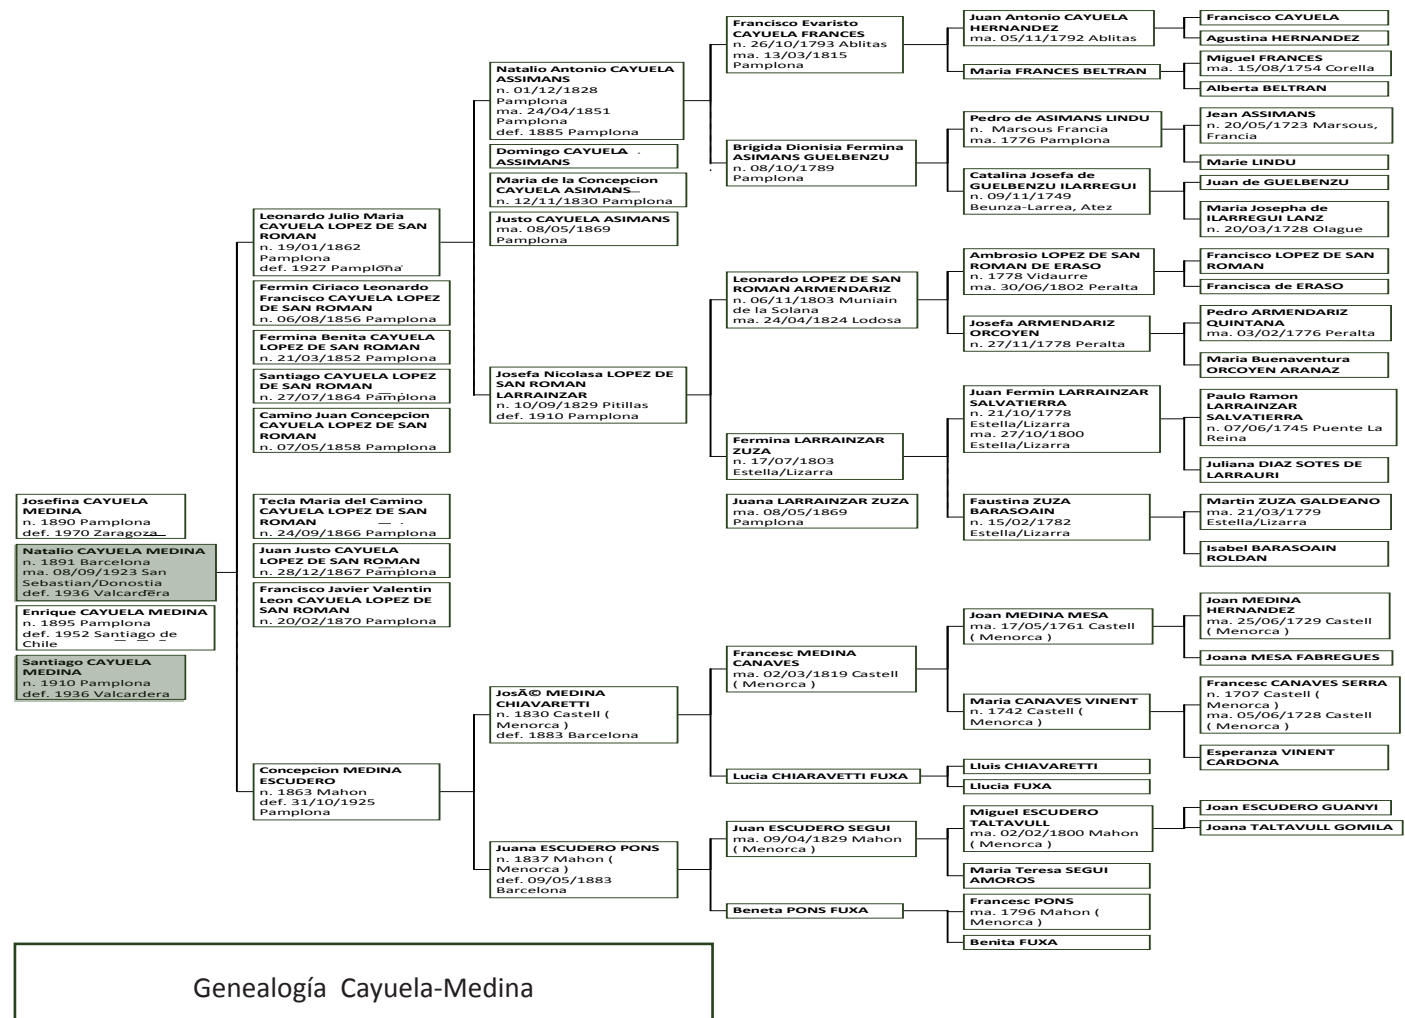 Josefina CAYUELA
MEDINA
n. 1890 Pamplona
def. 1970 Zaragoza
Natalio CAYUELA MEDINA
n. 1891 Barcelona
ma. 08/09/1923 San
Sebastian/Donostia
def. 1936 Valcardera
Enrique CAYUELA MEDINA
n. 1895 Pamplona
def. 1952 Santiago de
Chile
Santiago CAYUELA
MEDINA
n. 1910 Pamplona
def. 1936 Valcardera
Leonardo Julio Maria
CAYUELA LOPEZ DE SAN
ROMAN
n. 19/01/1862
Pamplona
def. 1927 Pamplona
Fermin Ciriaco Leonardo
Francisco CAYUELA LOPEZ
DE SAN ROMAN
n. 06/08/1856 Pamplona
Fermina Benita CAYUELA
LOPEZ DE SAN ROMAN
n. 21/03/1852 Pamplona
Santiago CAYUELA LOPEZ
DE SAN ROMAN
n. 27/07/1864 Pamplona
Camino Juan Concepcion
CAYUELA LOPEZ DE SAN
ROMAN
n. 07/05/1858 Pamplona
Tecla Maria del Camino
CAYUELA LOPEZ DE SAN
ROMAN
n. 24/09/1866 Pamplona
Juan Justo CAYUELA
LOPEZ DE SAN ROMAN
n. 28/12/1867 Pamplona
Francisco Javier Valentin
Leon CAYUELA LOPEZ DE
SAN ROMAN
n. 20/02/1870 Pamplona
Concepcion MEDINA
ESCUDERO
n. 1863 Mahon
def. 31/10/1925
Pamplona
Natalio Antonio CAYUELA
ASSIMANS
n. 01/12/1828
Pamplona
ma. 24/04/1851
Pamplona
def. 1885 Pamplona
Domingo CAYUELA
ASSIMANS
Maria de la Concepcion
CAYUELA ASIMANS
n. 12/11/1830 Pamplona
Justo CAYUELA ASIMANS
ma. 08/05/1869
Pamplona
Josefa Nicolasa LOPEZ DE
SAN ROMAN
LARRAINZAR
n. 10/09/1829 Pitillas
def. 1910 Pamplona
JosÃ© MEDINA
CHIAVARETTI
n. 1830 Castell (
Menorca )
def. 1883 Barcelona
Juana ESCUDERO PONS
n. 1837 Mahon (
Menorca )
def. 09/05/1883
Barcelona
Francisco Evaristo
CAYUELA FRANCES
n. 26/10/1793 Ablitas
ma. 13/03/1815
Pamplona
Brigida Dionisia Fermina
ASIMANS GUELBENZU
n. 08/10/1789
Pamplona
Leonardo LOPEZ DE SAN
ROMAN ARMENDARIZ
n. 06/11/1803 Muniain
de la Solana
ma. 24/04/1824 Lodosa
Fermina LARRAINZAR
ZUZA
n. 17/07/1803
Estella/Lizarra
Juana LARRAINZAR ZUZA
ma. 08/05/1869
Pamplona
Francesc MEDINA
CANAVES
ma. 02/03/1819 Castell
( Menorca )
Lucia CHIARAVETTI FUXA
Juan ESCUDERO SEGUI
ma. 09/04/1829 Mahon
( Menorca )
Beneta PONS FUXA
Juan Antonio CAYUELA
HERNANDEZ
ma. 05/11/1792 Ablitas
Maria FRANCES BELTRAN
Pedro de ASIMANS LINDU
n. Marsous Francia
ma. 1776 Pamplona
Catalina Josefa de
GUELBENZU ILARREGUI
n. 09/11/1749
Beunza-Larrea, Atez
Ambrosio LOPEZ DE SAN
ROMAN DE ERASO
n. 1778 Vidaurre
ma. 30/06/1802 Peralta
Josefa ARMENDARIZ
ORCOYEN
n. 27/11/1778 Peralta
Juan Fermin LARRAINZAR
SALVATIERRA
n. 21/10/1778
Estella/Lizarra
ma. 27/10/1800
Estella/Lizarra
Faustina ZUZA
BARASOAIN
n. 15/02/1782
Estella/Lizarra
Joan MEDINA MESA
ma. 17/05/1761 Castell
( Menorca )
Maria CANAVES VINENT
n. 1742 Castell (
Menorca )
Lluis CHIAVARETTI
Llucia FUXA
Miguel ESCUDERO
TALTAVULL
ma. 02/02/1800 Mahon
( Menorca )
Maria Teresa SEGUI
AMOROS
Francesc PONS
ma. 1796 Mahon (
Menorca )
Benita FUXA
Francisco CAYUELA
Agustina HERNANDEZ
Miguel FRANCES
ma. 15/08/1754 Corella
Alberta BELTRAN
Jean ASSIMANS
n. 20/05/1723 Marsous,
Francia
Marie LINDU
Juan de GUELBENZU
Maria Josepha de
ILARREGUI LANZ
n. 20/03/1728 Olague
Francisco LOPEZ DE SAN
ROMAN
Francisca de ERASO
Pedro ARMENDARIZ
QUINTANA
ma. 03/02/1776 Peralta
Maria Buenaventura
ORCOYEN ARANAZ
Paulo Ramon
LARRAINZAR
SALVATIERRA
n. 07/06/1745 Puente La
Reina
Juliana DIAZ SOTES DE
LARRAURI
Martin ZUZA GALDEANO
ma. 21/03/1779
Estella/Lizarra
Isabel BARASOAIN
ROLDAN
Joan MEDINA
HERNANDEZ
ma. 25/06/1729 Castell
( Menorca )
Joana MESA FABREGUES
Francesc CANAVES SERRA
n. 1707 Castell (
Menorca )
ma. 05/06/1728 Castell
( Menorca )
Esperanza VINENT
CARDONA
Joan ESCUDERO GUANYI
Joana TALTAVULL GOMILA
Genealogía Cayuela-Medina